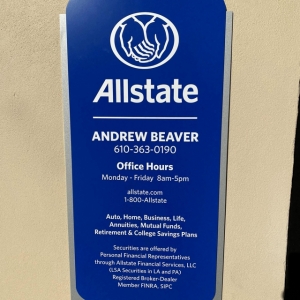 Allstate
ANDREW BEAVER
610-363-0190
Office Hours
Monday - Friday 8am-5pm
allstate.com
1-800-Allstate
Auto, Home, Business, Life,
Annuities, Mutual Funds,
Retirement & College Savings Plans
Securities are offered by
Personal Financial Representatives
through Allstate Financial Services, LLC
(LSA Securities in LA and PA)
Registered Broker-Dealer
Member FINRA, SIPC